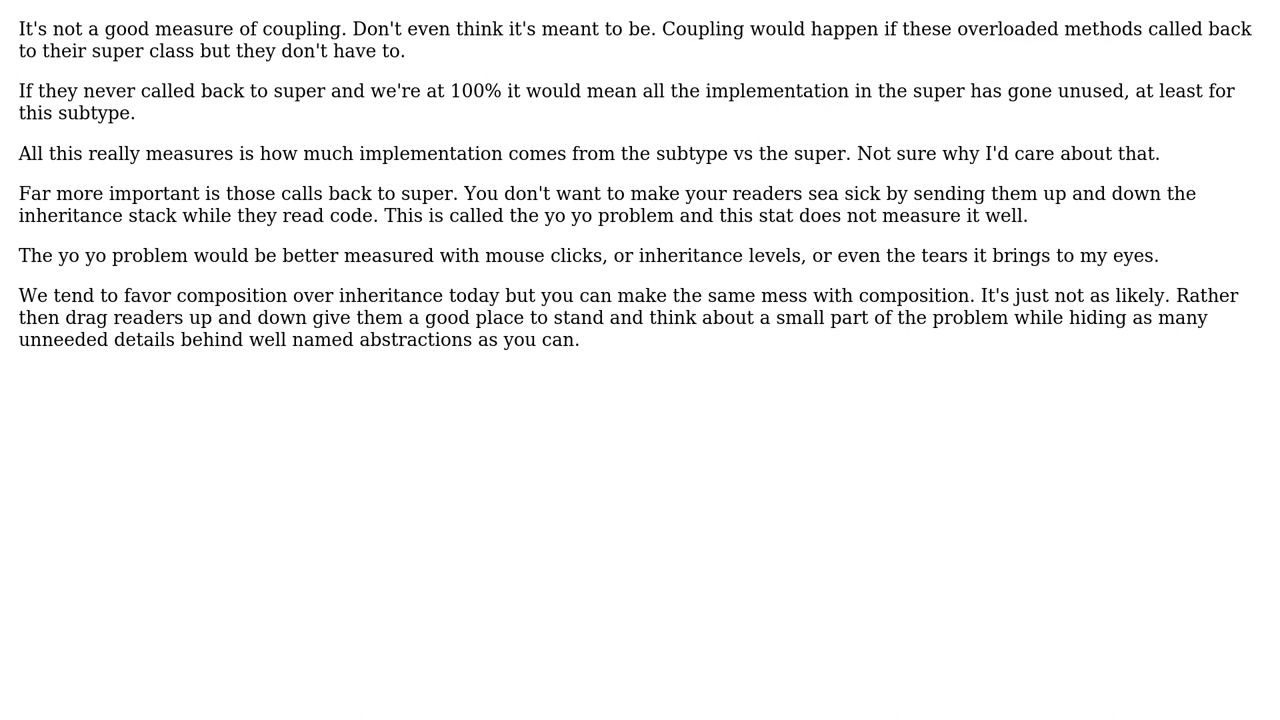 It's not a good measure of coupling. Don't even think it's meant to be. Coupling would happen if these overloaded methods called back
to their super class but they don't have to.
If they never called back to super and we're at 100% it would mean all the implementation in the super has gone unused, at least for
this subtype.
All this really measures is how much implementation comes from the subtype vs the super. Not sure why I'd care about that.
Far more important is those calls back to super. You don't want to make your readers sea sick by sending them up and down the
inheritance stack while they read code. This is called the yo yo problem and this stat does not measure it well.
The yo yo problem would be better measured with mouse clicks, or inheritance levels, or even the tears it brings to my eyes.
We tend to favor composition over inheritance today but you can make the same mess with composition. It's just not as likely. Rather
then drag readers up and down give them a good place to stand and think about a small part of the problem while hiding as many
unneeded details behind well named abstractions as you can.